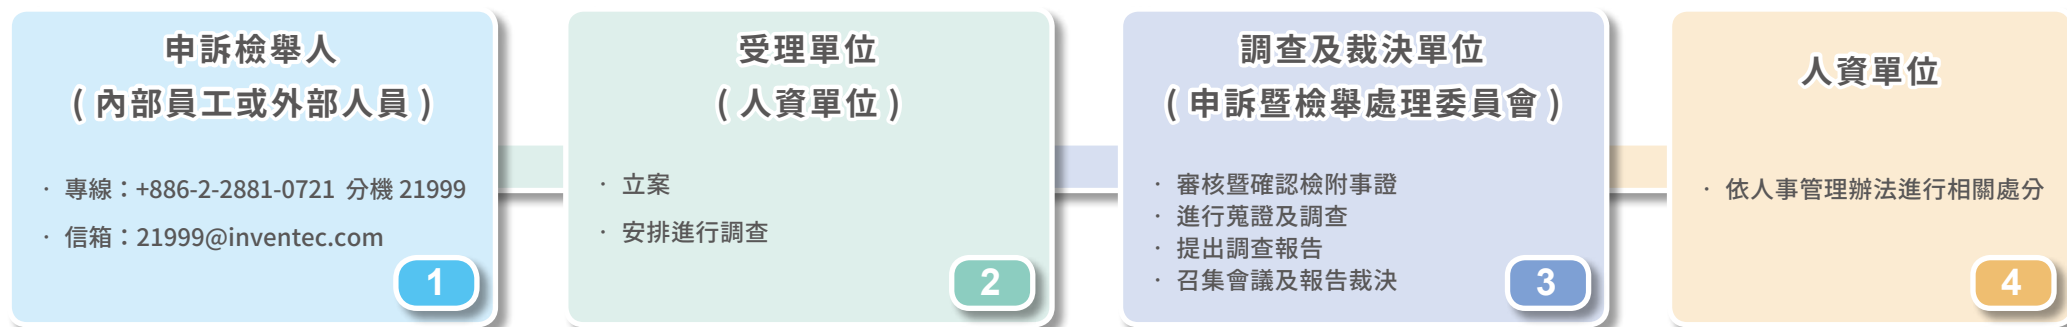 申訴檢舉人
( 內部員工或外部人員 )
· 專線：+886-2-2881-0721 分機 21999
· 信箱：21999@inventec.com
1
受理單位
( 人資單位 )
· 立案
· 安排進行調查
2
調查及裁決單位
( 申訴暨檢舉處理委員會 )
· 審核暨確認檢附事證
· 進行蒐證及調查
· 提出調查報告
· 召集會議及報告裁決
3
人資單位
· 依人事管理辦法進行相關處分
4